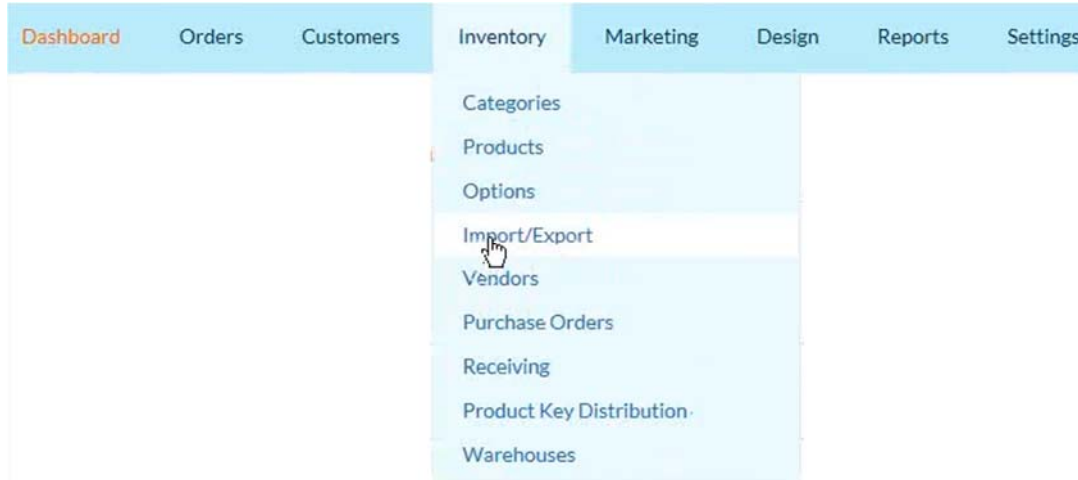 Dashboard Orders Customers Inventory Marketing Design Reports Settings
Categories
Products
Options
Import/Export
Vendors
Purchase Orders
Receiving
Product Key Distribution
Warehouses